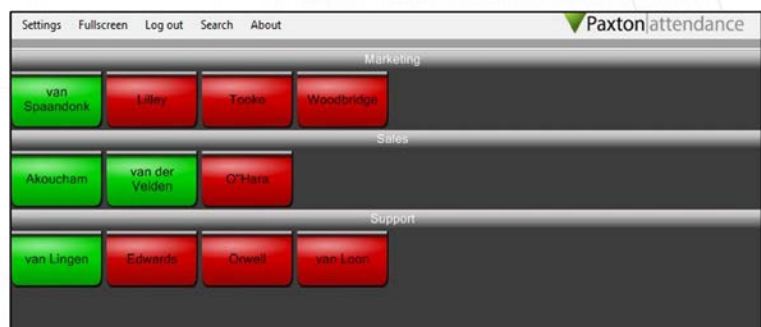 Settings Fullscreen Log out Search About Paxton attendance
Marketing
van Spaandonk Lilley Tooke Woodbridge
Sales
Akoucham van der Velden O"Hara
Support
van Lingen Edwards Orwell van Loon